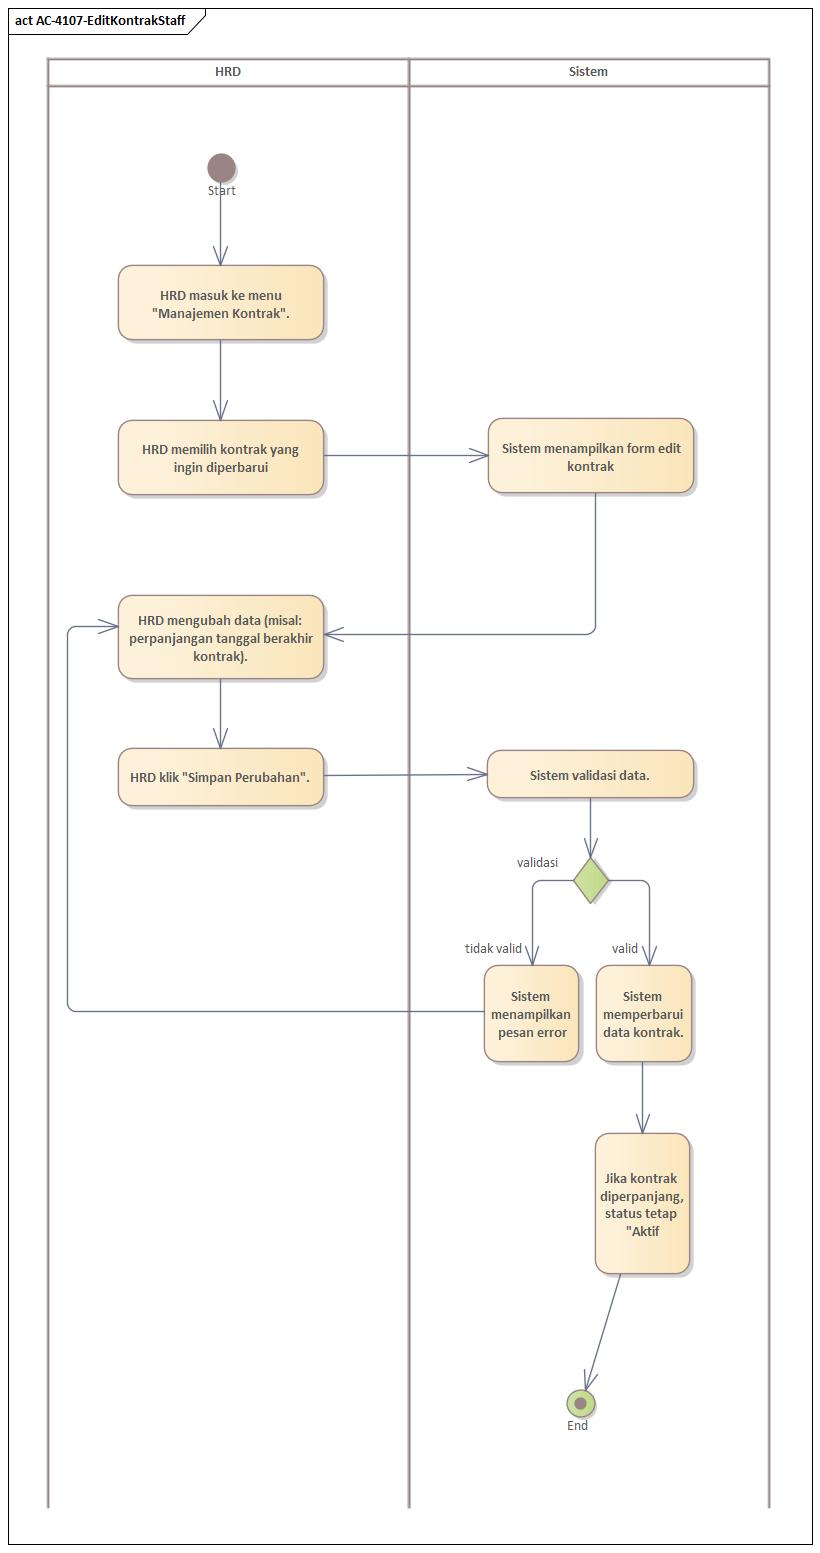 act AC-4107-EditKontrakStaff
HRD
Sistem
Start
HRD masuk ke menu
"Manajemen Kontrak".
HRD memilih kontrak yang
ingin diperbarui
Sistem menampilkan form edit
kontrak
HRD mengubah data (misal:
perpanjangan tanggal berakhir
kontrak).
HRD klik "Simpan Perubahan".
Sistem validasi data.
validasi
tidak valid
valid
Sistem
menampilkan
pesan error
Sistem
memperbarui
data kontrak.
Jika kontrak
diperpanjang,
status tetap
"Aktif
End